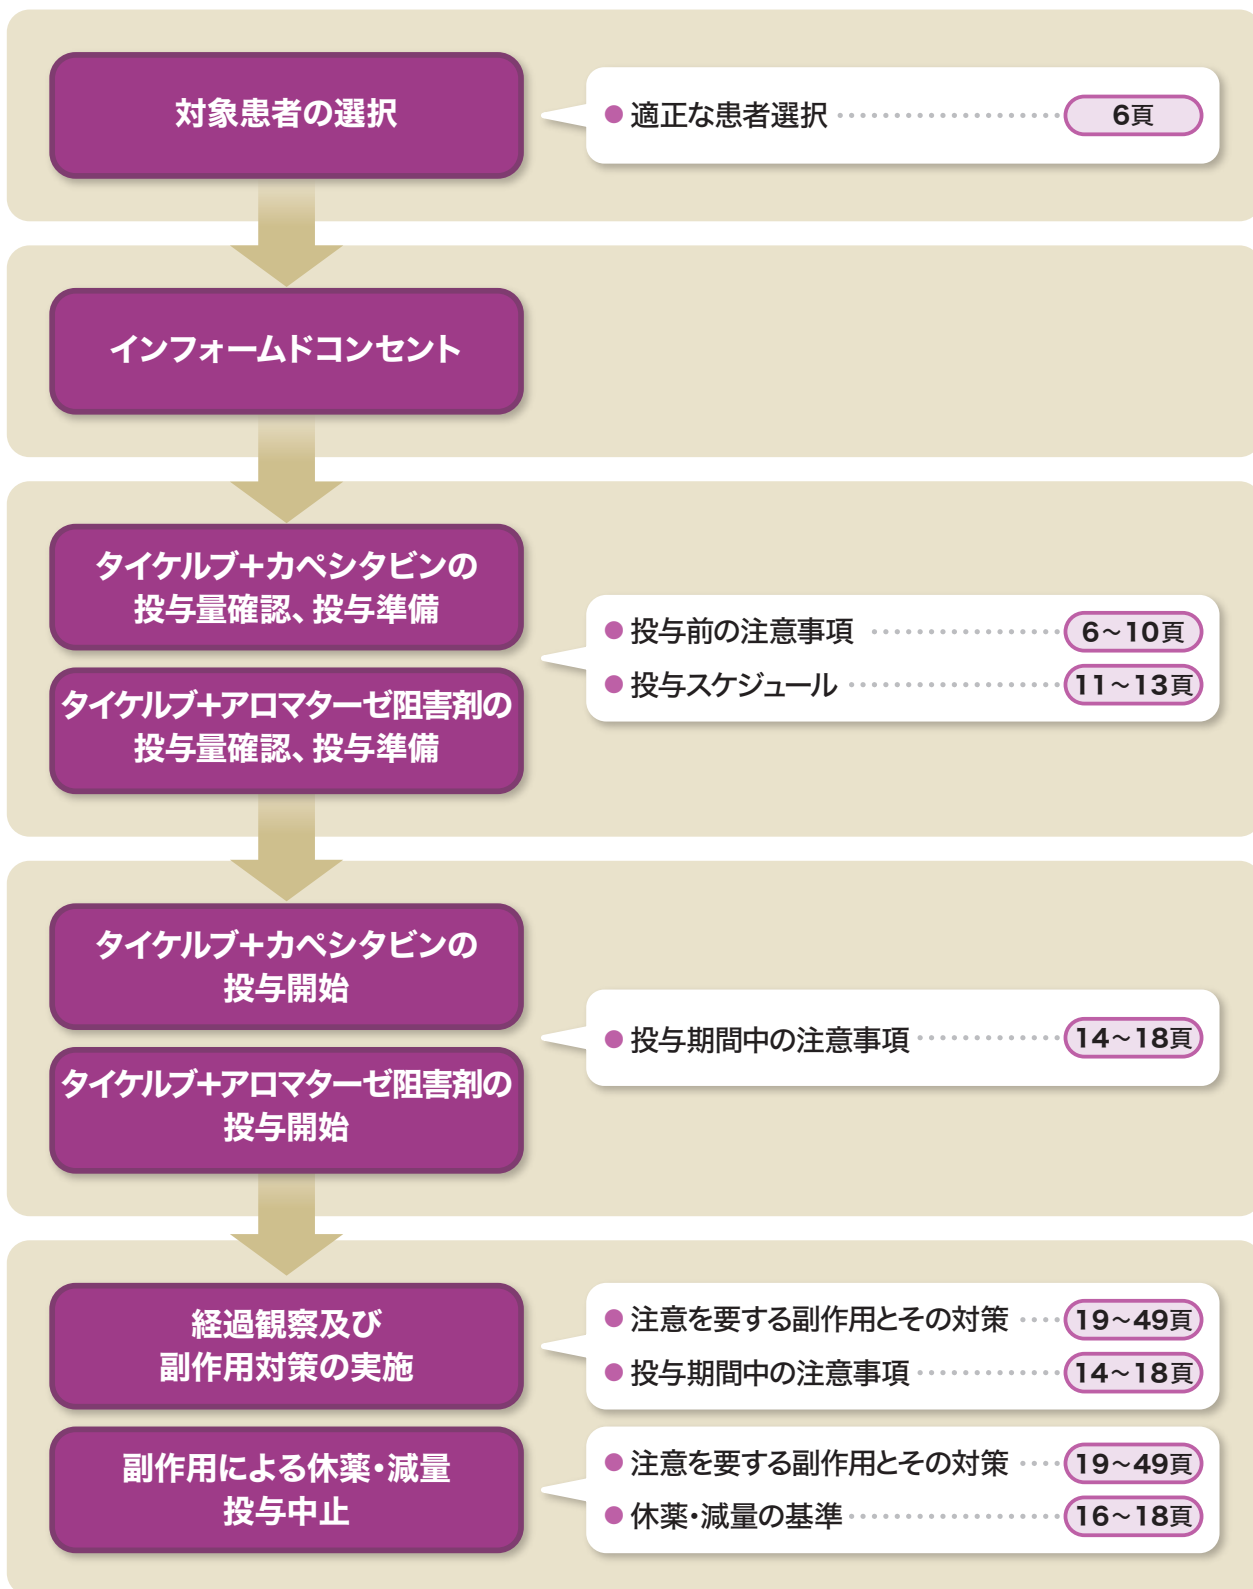 対象患者の選択
● 適正な患者選択 ・・・・・・・・・・・・・・・・・・・ 6頁
インフォームドコンセント
タイケルブ＋カペシタビンの
投与量確認、投与準備
タイケルブ＋アロマターゼ阻害剤の
投与量確認、投与準備
● 投与前の注意事項 ・・・・・・・・・・・・・・・・ 6～10頁
● 投与スケジュール ・・・・・・・・・・・・・・・・・・ 11～13頁
タイケルブ＋カペシタビンの
投与開始
タイケルブ＋アロマターゼ阻害剤の
投与開始
● 投与期間中の注意事項 ・・・・・・・・・・・・ 14～18頁
経過観察及び
副作用対策の実施
● 注意を要する副作用とその対策 ・・・・ 19～49頁
● 投与期間中の注意事項 ・・・・・・・・・・・・ 14～18頁
副作用による休薬・減量
投与中止
● 注意を要する副作用とその対策 ・・・・ 19～49頁
● 休薬・減量の基準 ・・・・・・・・・・・・・・・・・・ 16～18頁